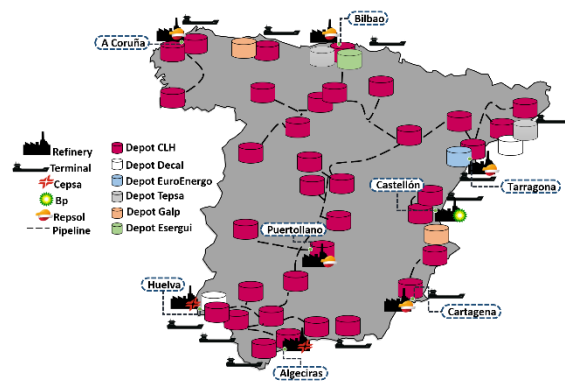 Bilbao
A Coruña
Refinery
Terminal
Cepsa
Bp
Repsol
Pipeline
Depot CLH
Depot Decal
Depot EuroEnergo
Depot Tepsa
Depot Galp
Depot Esergui
Tarragona
Castellón
Puertollano
Huelva
Cartagena
Algeciras